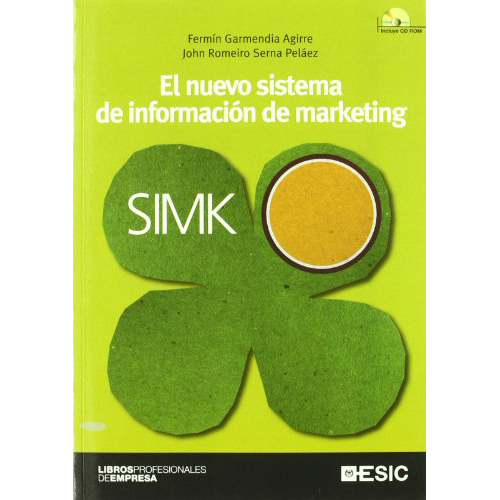 Incluye CD ROM
Fermín Garmendia Agirre
John Romeiro Serna Peláez
El nuevo sistema
de información de marketing
SIMK
LIBROSPROFESIONALES
DEEMPRESA
ESIC